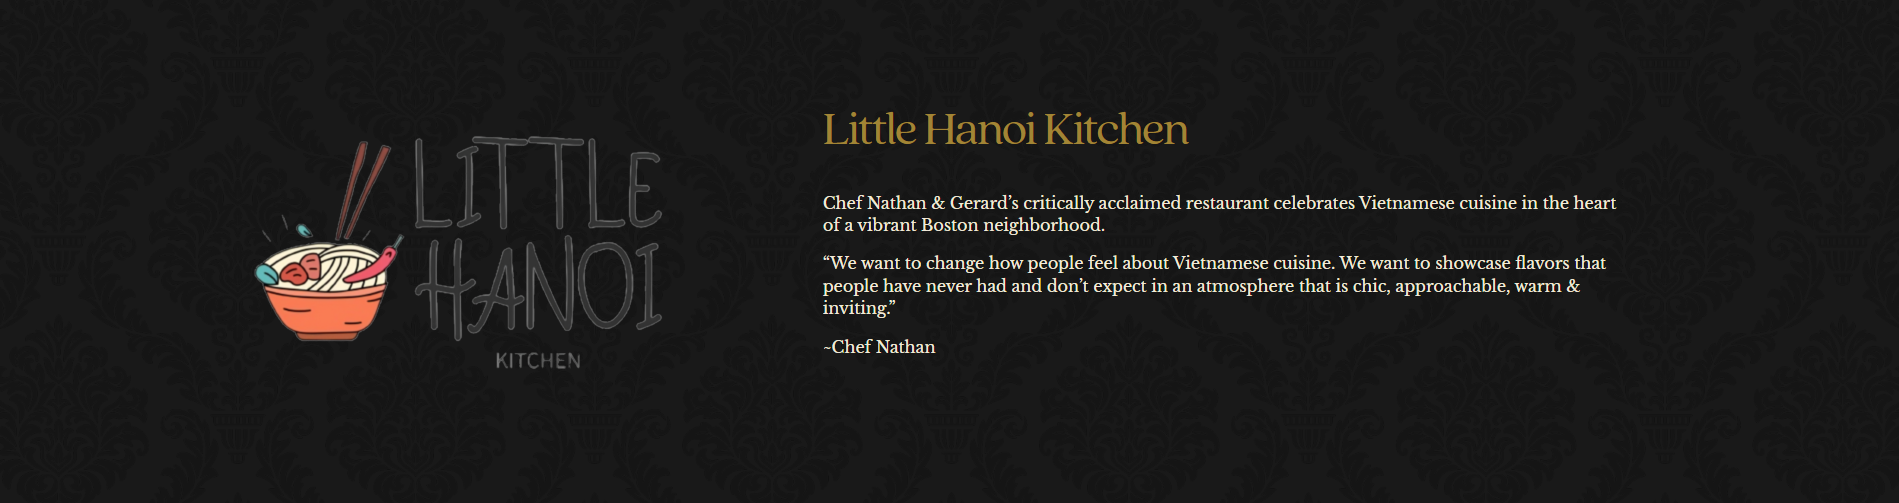 LITTLE
HANOI
KITCHEN
Little Hanoi Kitchen
Chef Nathan & Gerard’s critically acclaimed restaurant celebrates Vietnamese cuisine in the heart
of a vibrant Boston neighborhood.
“We want to change how people feel about Vietnamese cuisine. We want to showcase flavors that
people have never had and don’t expect in an atmosphere that is chic, approachable, warm &
inviting.”
~Chef Nathan